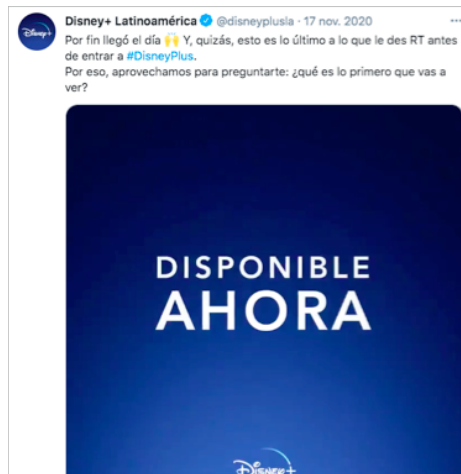 Disney+
Disney+ Latinoamérica @disneyplusla · 17 nov. 2020
Por fin llegó el día 🙌 Y, quizás, esto es lo último a lo que le des RT antes
de entrar a #DisneyPlus.
Por eso, aprovechamos para preguntarte: ¿qué es lo primero que vas a
ver?
DISPONIBLE
AHORA
Disney+